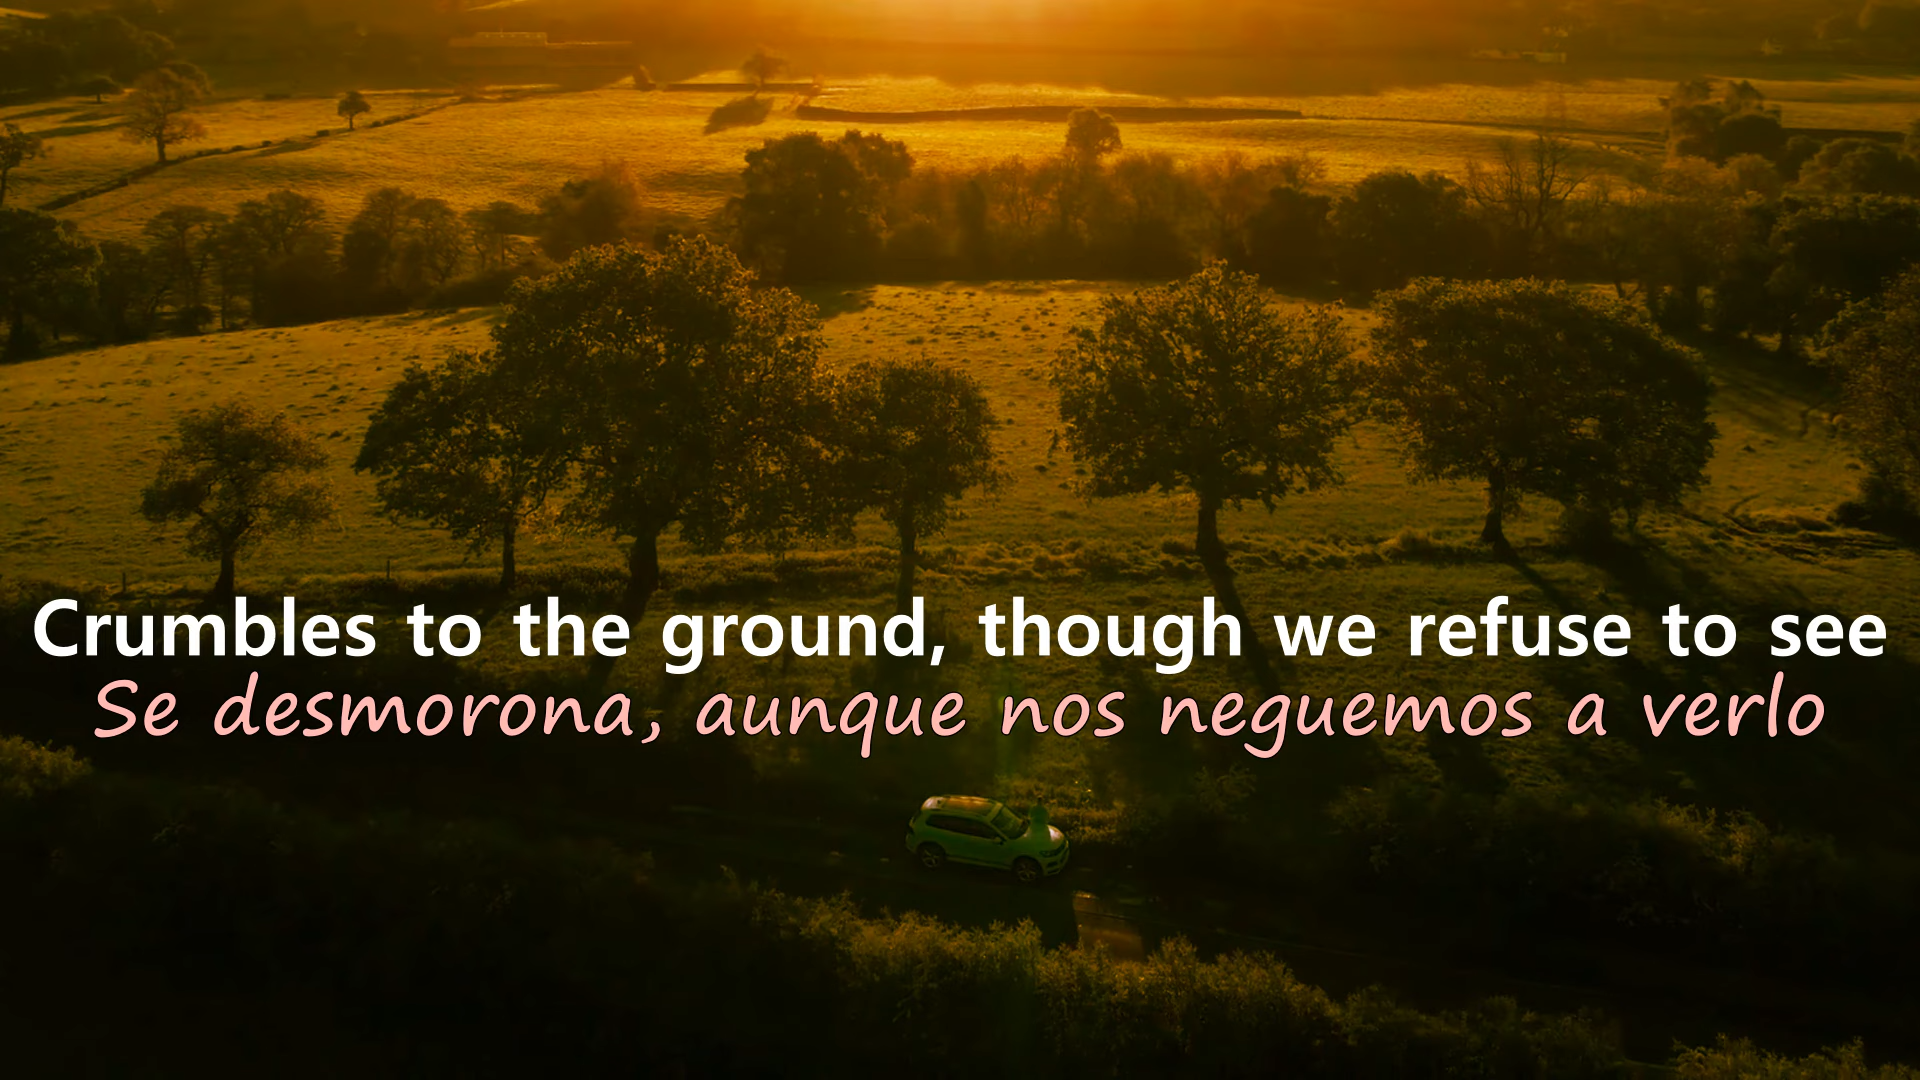 Crumbles to the ground, though we refuse to see
Se desmorona, aunque nos neguemos a verlo